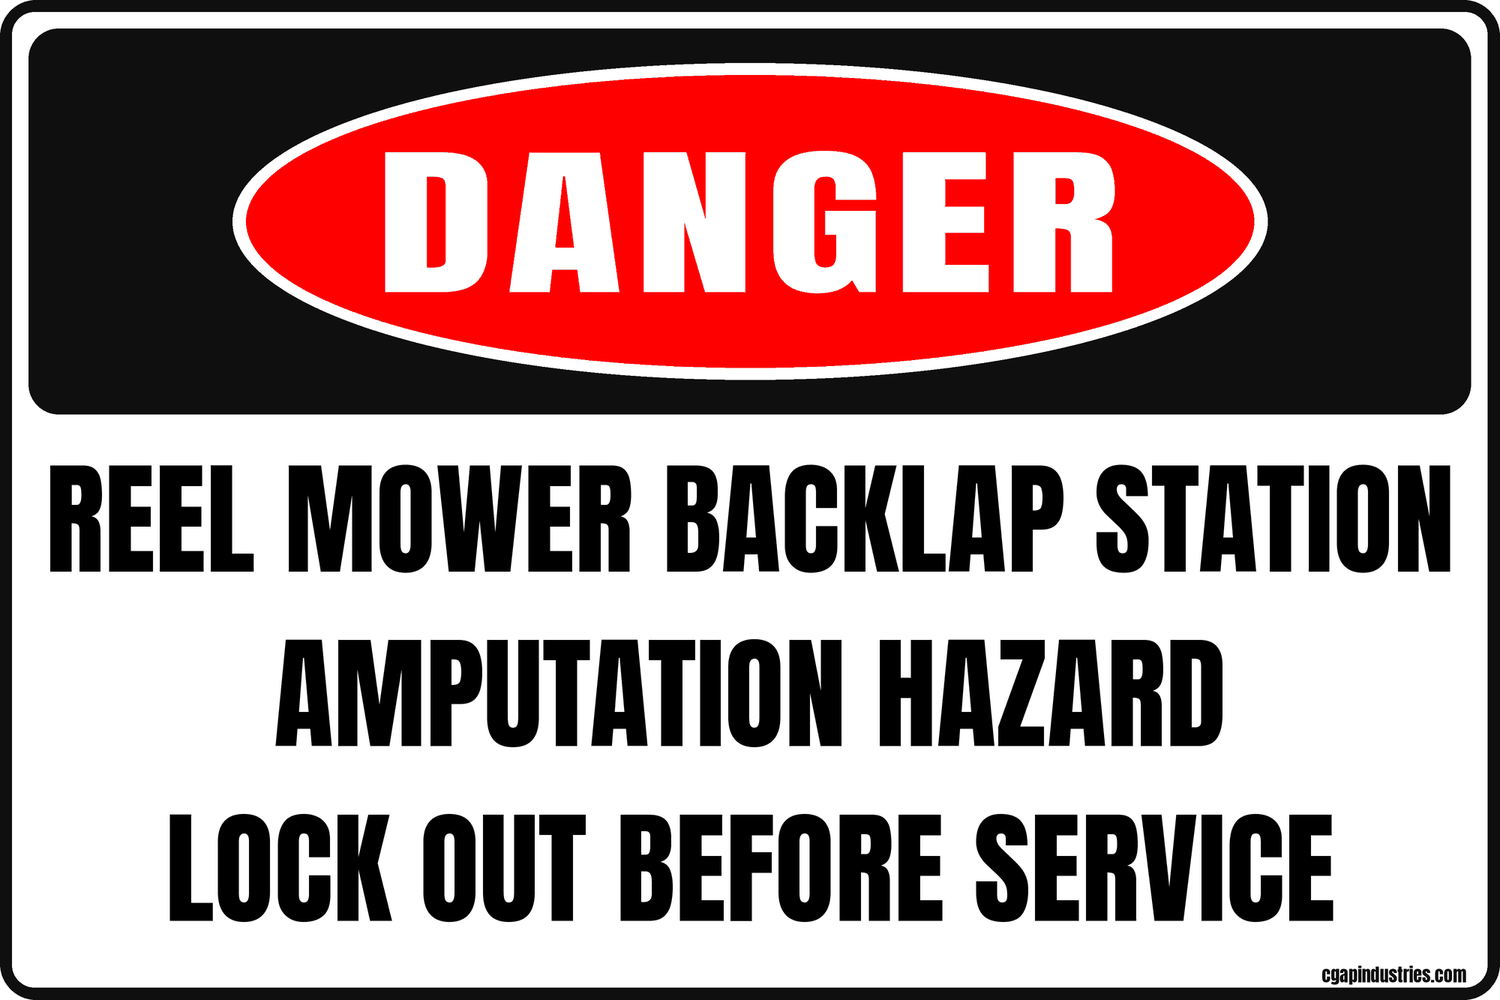 DANGER
REEL MOWER BACKLAP STATION
AMPUTATION HAZARD
LOCK OUT BEFORE SERVICE
cgapindustries.com